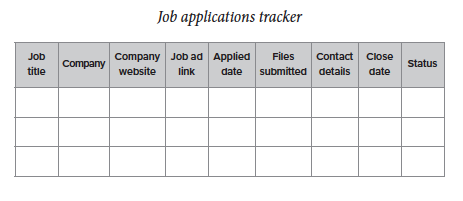 Job applications tracker
Job title
Company
Company website
Job ad link
Applied date
Files submitted
Contact details
Close date
Status